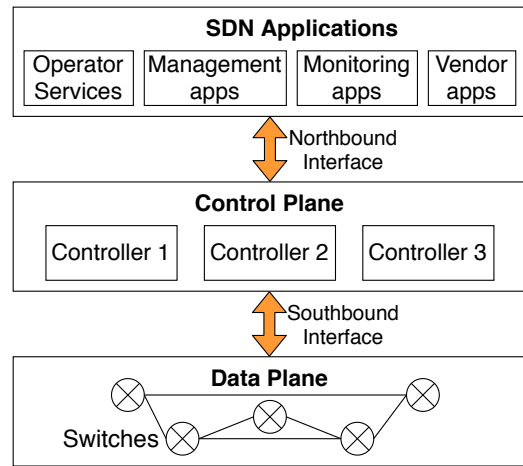 SDN Applications
Operator
Services
Management
apps
Monitoring
apps
Vendor
apps
Northbound
Interface
Control Plane
Controller 1
Controller 2
Controller 3
Southbound
Interface
Data Plane
Switches